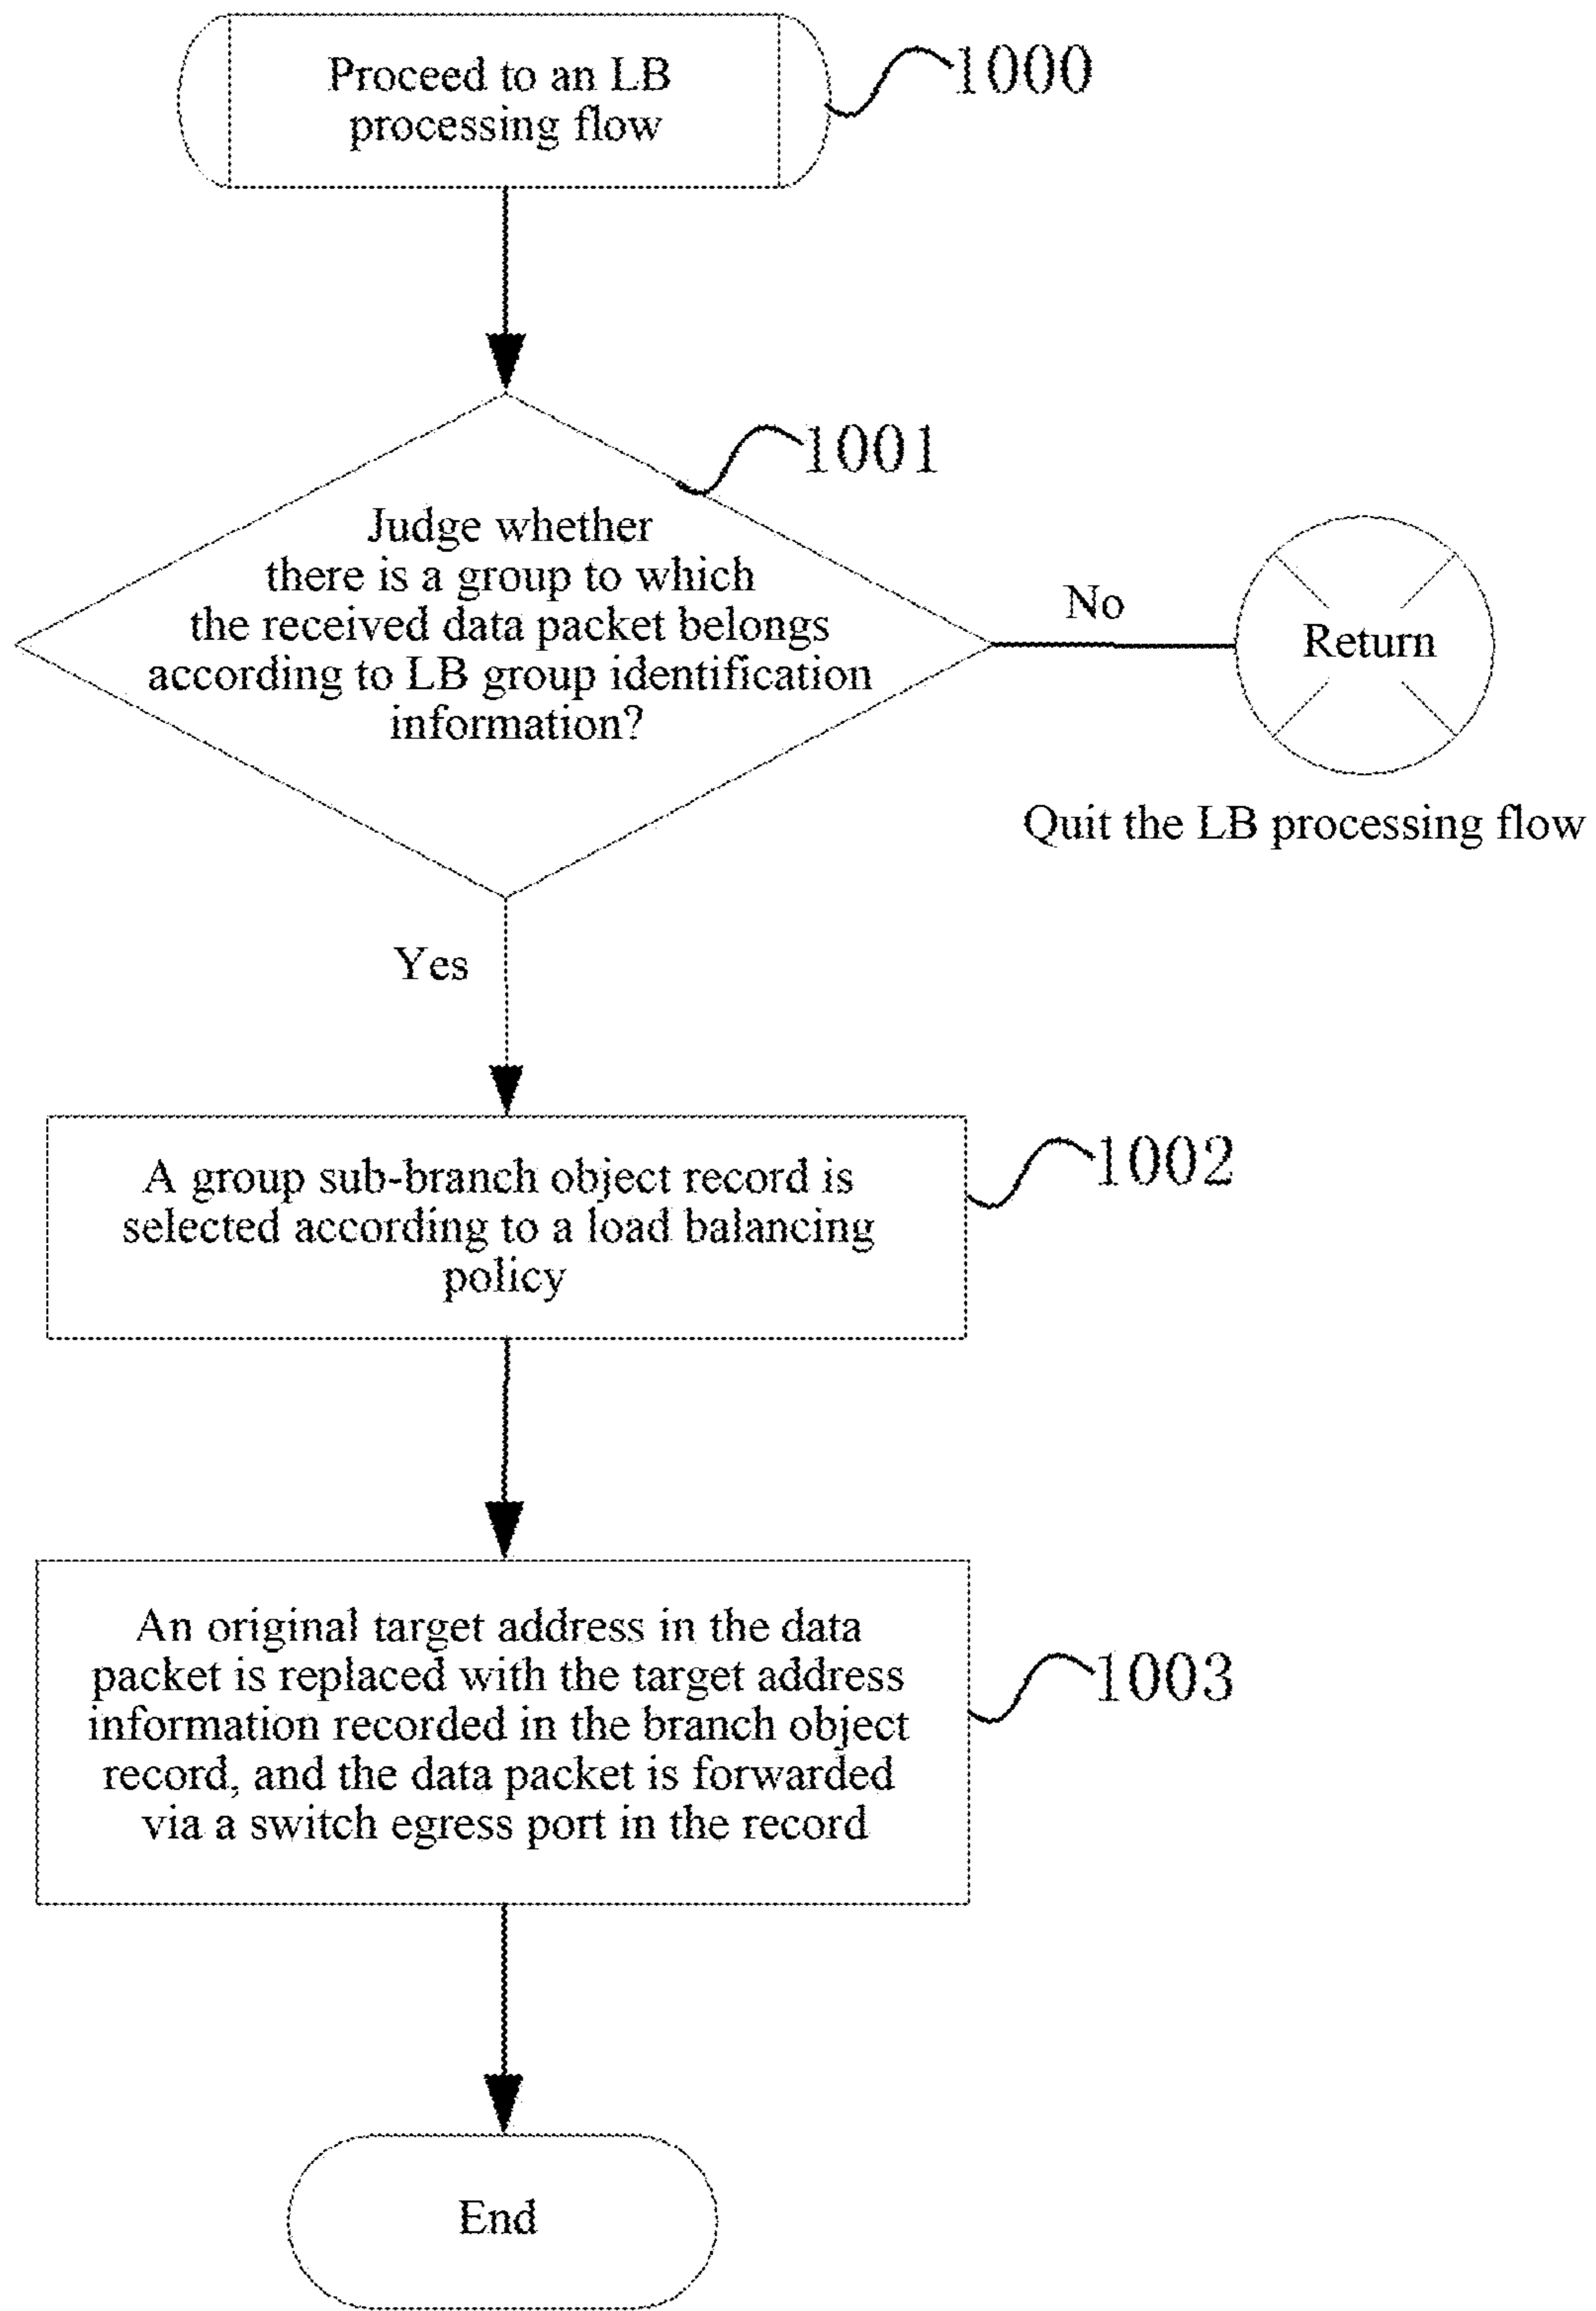 Proceed to an LB
processing flow
1000
1001
Judge whether
there is a group to which
the received data packet belongs
according to LB group identification
information?
No
Return
Quit the LB processing flow
Yes
A group sub-branch object record is
selected according to a load balancing
policy
1002
An original target address in the data
packet is replaced with the target address
information recorded in the branch object
record, and the data packet is forwarded
via a switch egress port in the record
1003
End